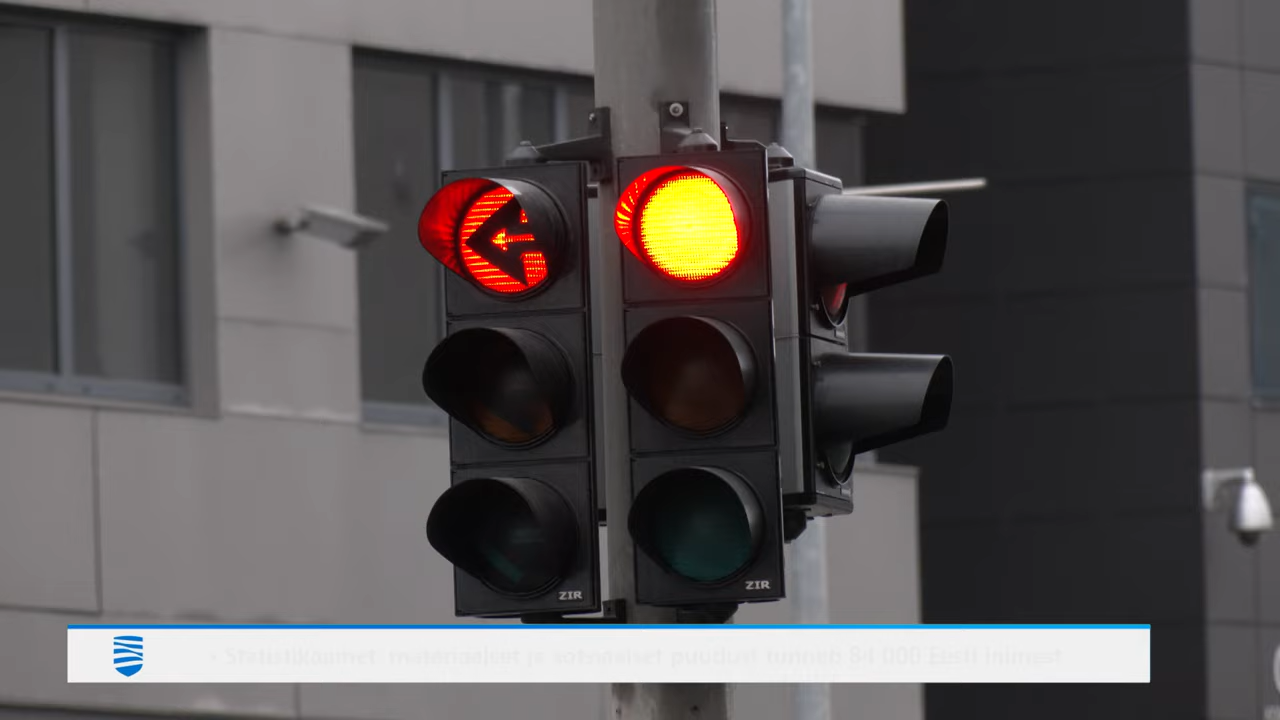 ZIR
ZIR
- Statistikaamet: materiaalset ja sotsiaalset puudust tunneb 84 000 Eesti inimest